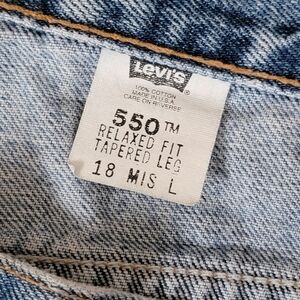 Levi's ®
100% COTTON
MADE IN U.S.A.
CARE ON REVERSE
550™
RELAXED FIT
TAPERED LEG
18 MIS L